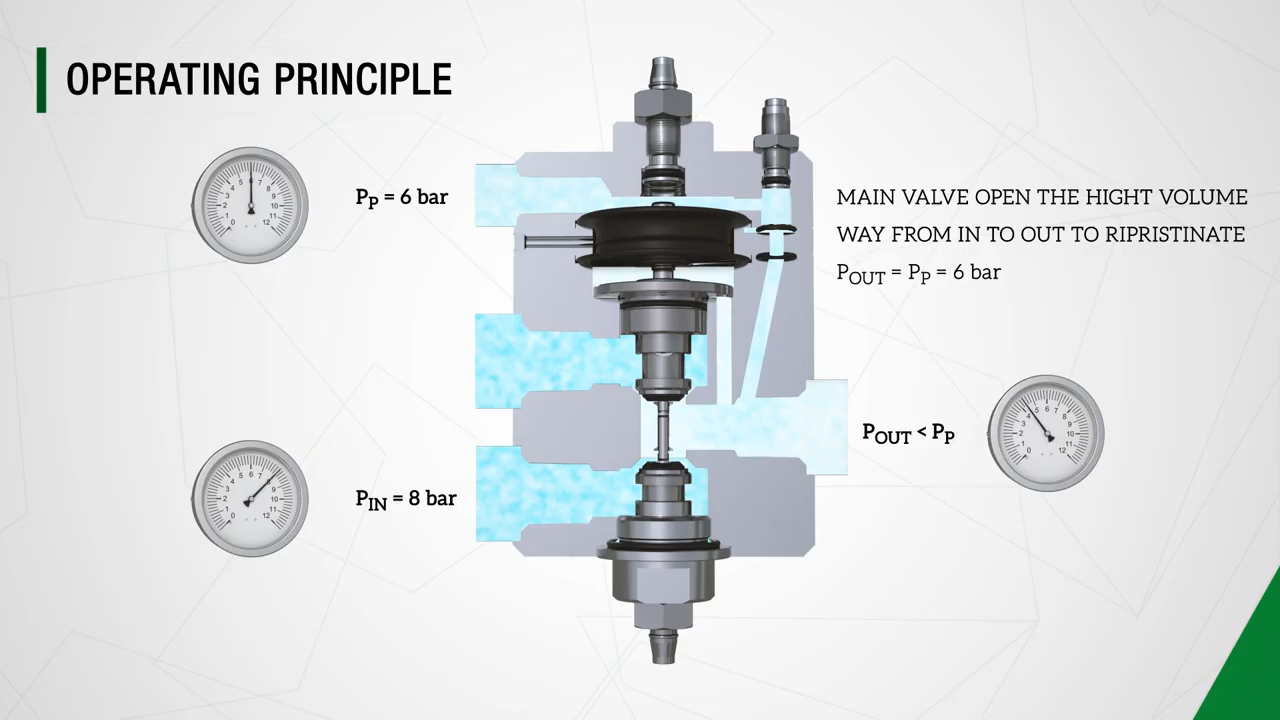 OPERATING PRINCIPLE
PP = 6 bar
MAIN VALVE OPEN THE HIGHT VOLUME
WAY FROM IN TO OUT TO RIPRISTINATE
POUT = PP = 6 bar
POUT < PP
PIN = 8 bar